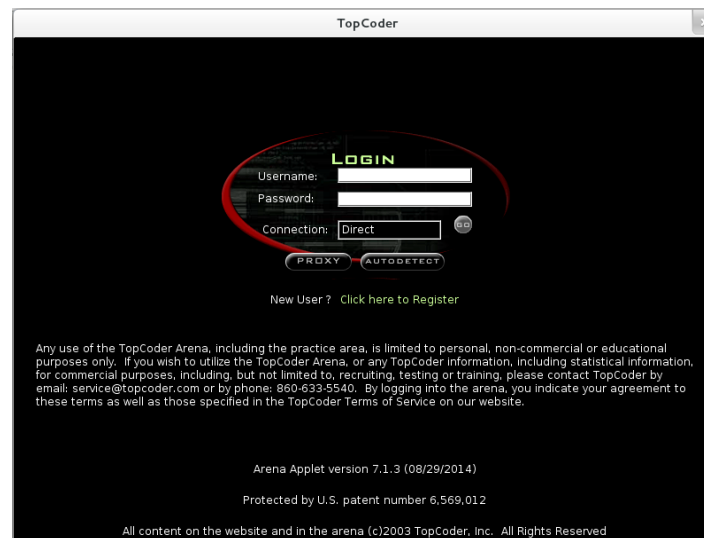 TopCoder
LOGIN
Username:
Password:
Connection: Direct GO
PROXY AUTODETECT
New User ? Click here to Register
Any use of the TopCoder Arena, including the practice area, is limited to personal, non-commercial or educational
purposes only. If you wish to utilize the TopCoder Arena, or any TopCoder information, including statistical information,
for commercial purposes, including, but not limited to, recruiting, testing or training, please contact TopCoder by
email: service@topcoder.com or by phone: 860-633-5540. By logging into the arena, you indicate your agreement to
these terms as well as those specified in the TopCoder Terms of Service on our website.
Arena Applet version 7.1.3 (08/29/2014)
Protected by U.S. patent number 6,569,012
All content on the website and in the arena (c)2003 TopCoder, Inc. All Rights Reserved